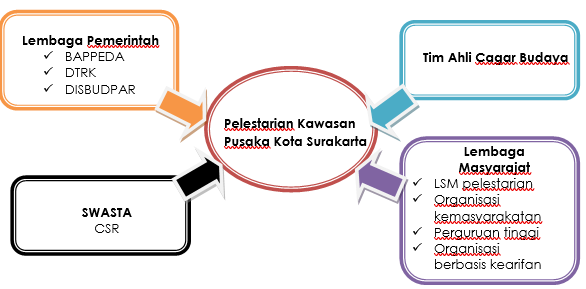 Lembaga Pemerintah
✓ BAPPEDA
✓ DTRK
✓ DISBUDPAR
Tim Ahli Cagar Budaya
Pelestarian Kawasan
Pusaka Kota Surakarta
SWASTA
CSR
Lembaga
Masyarajat
✓ LSM pelestarian
✓ Organisasi
kemasyarakatan
✓ Perguruan tinggi
✓ Organisasi
berbasis kearifan